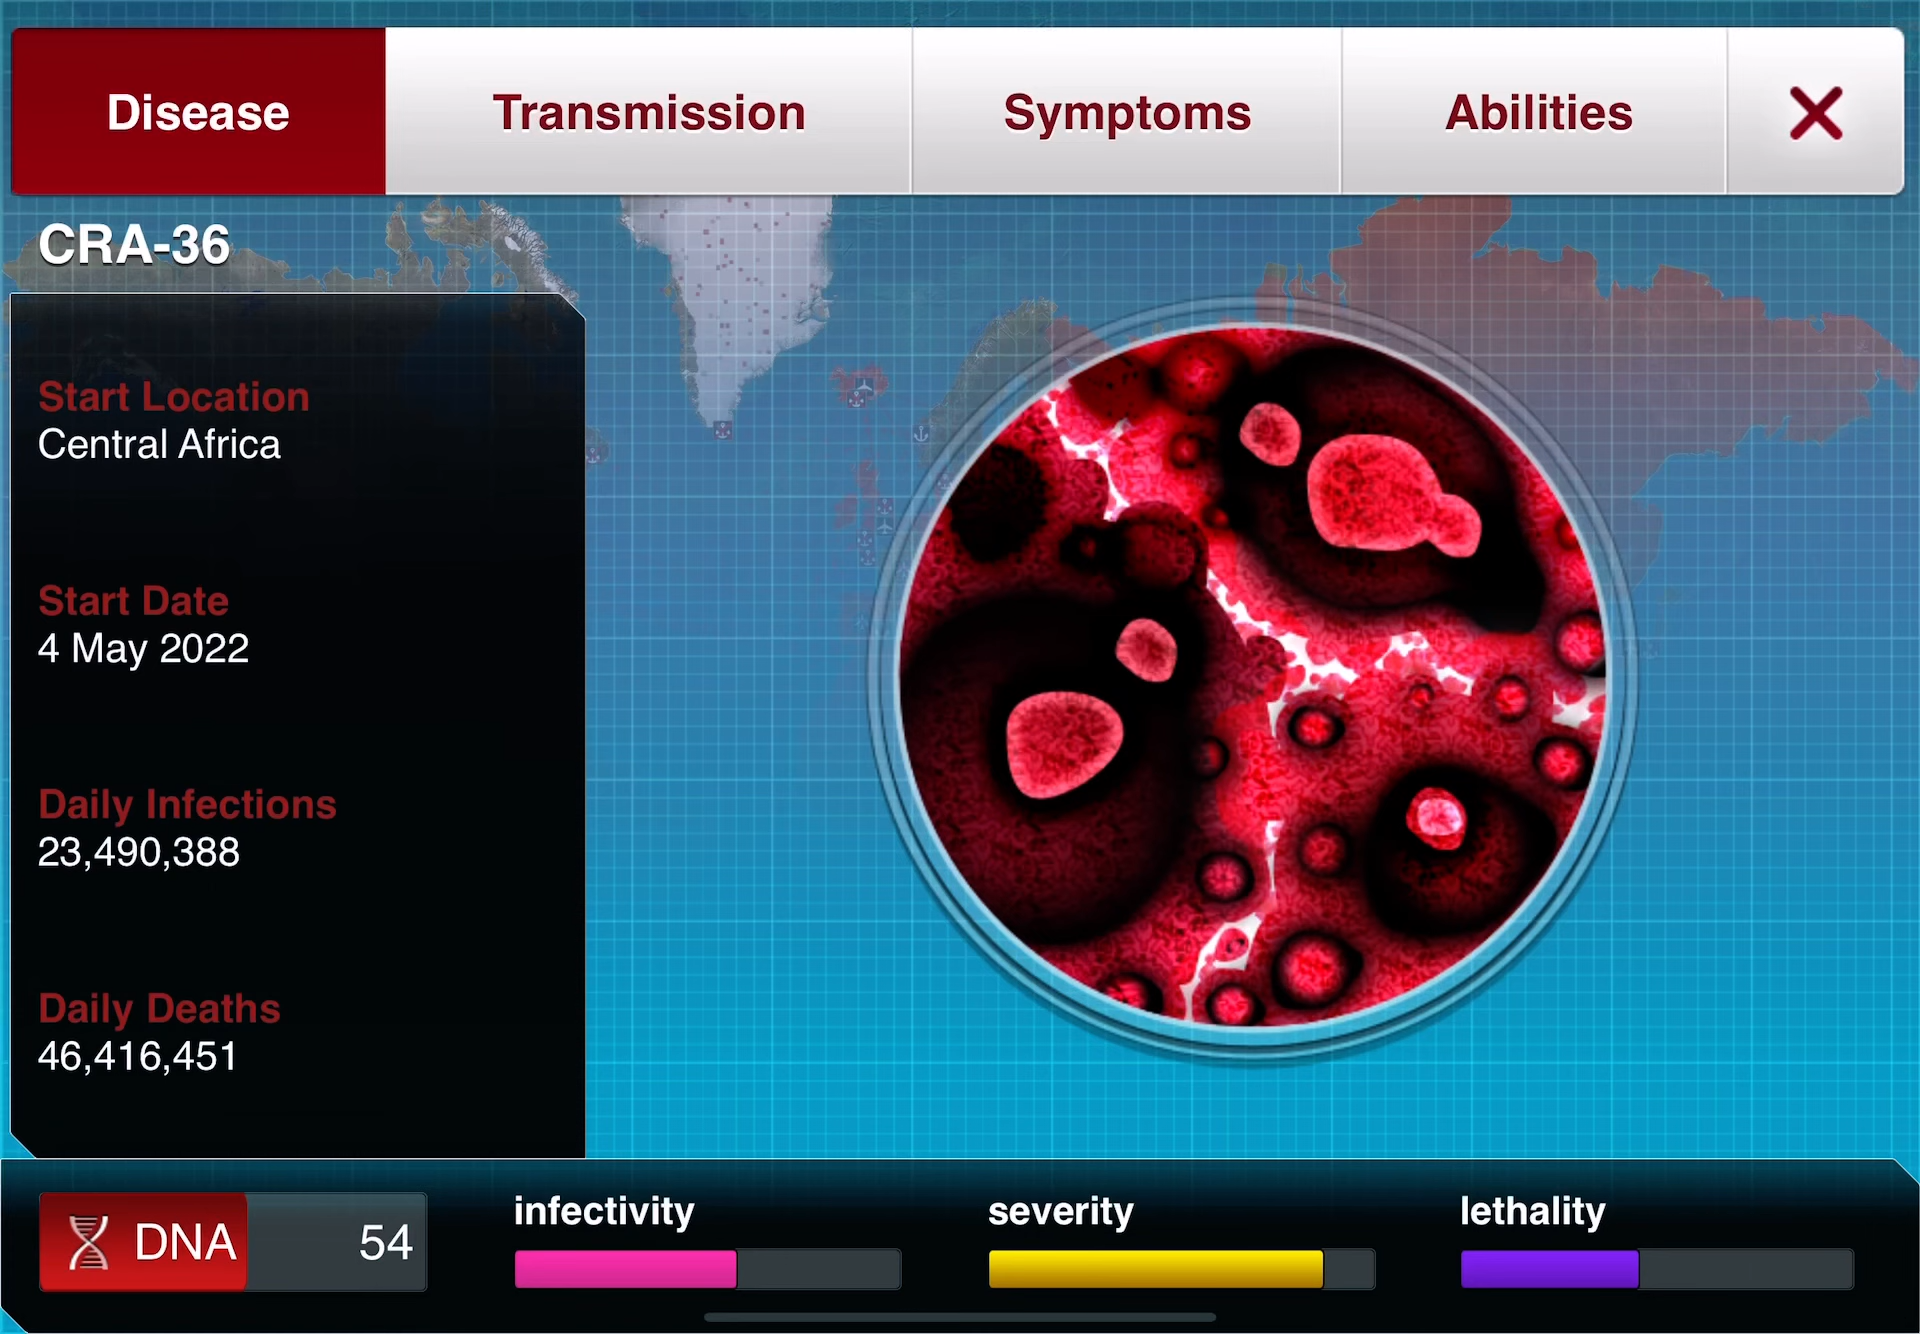 Disease
Transmission
Symptoms
Abilities
CRA-36
Start Location
Central Africa
Start Date
4 May 2022
Daily Infections
23,490,388
Daily Deaths
46,416,451
DNA 54
infectivity
severity
lethality